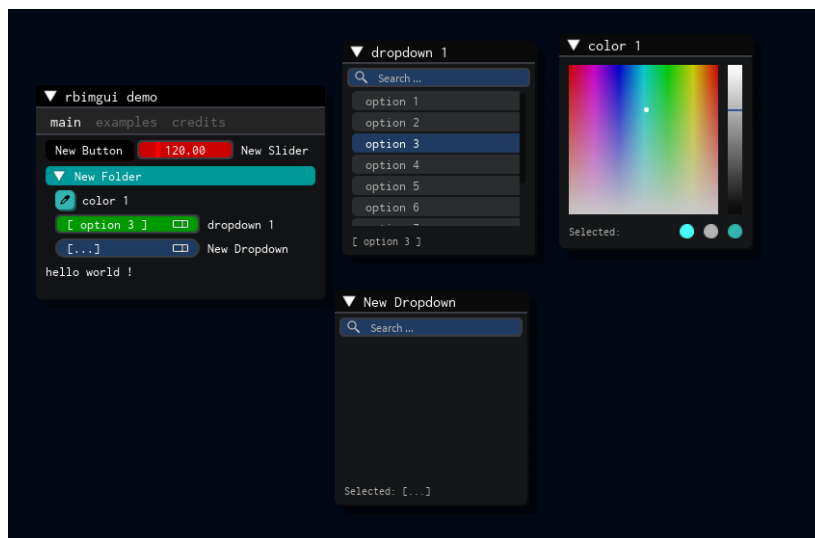 rbimgui demo
main examples credits
New Button 120.00 New Slider
New Folder
color 1
[ option 3 ] dropdown 1
[...] New Dropdown
hello world !
dropdown 1
Search ...
option 1
option 2
option 3
option 4
option 5
option 6
[ option 3 ]
color 1
Selected:
New Dropdown
Search ...
Selected: [...]